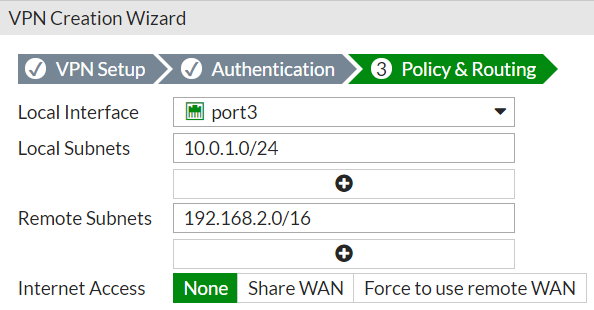 VPN Creation Wizard
VPN Setup Authentication 3 Policy & Routing
Local Interface port3
Local Subnets 10.0.1.0/24
Remote Subnets 192.168.2.0/16
Internet Access None Share WAN Force to use remote WAN